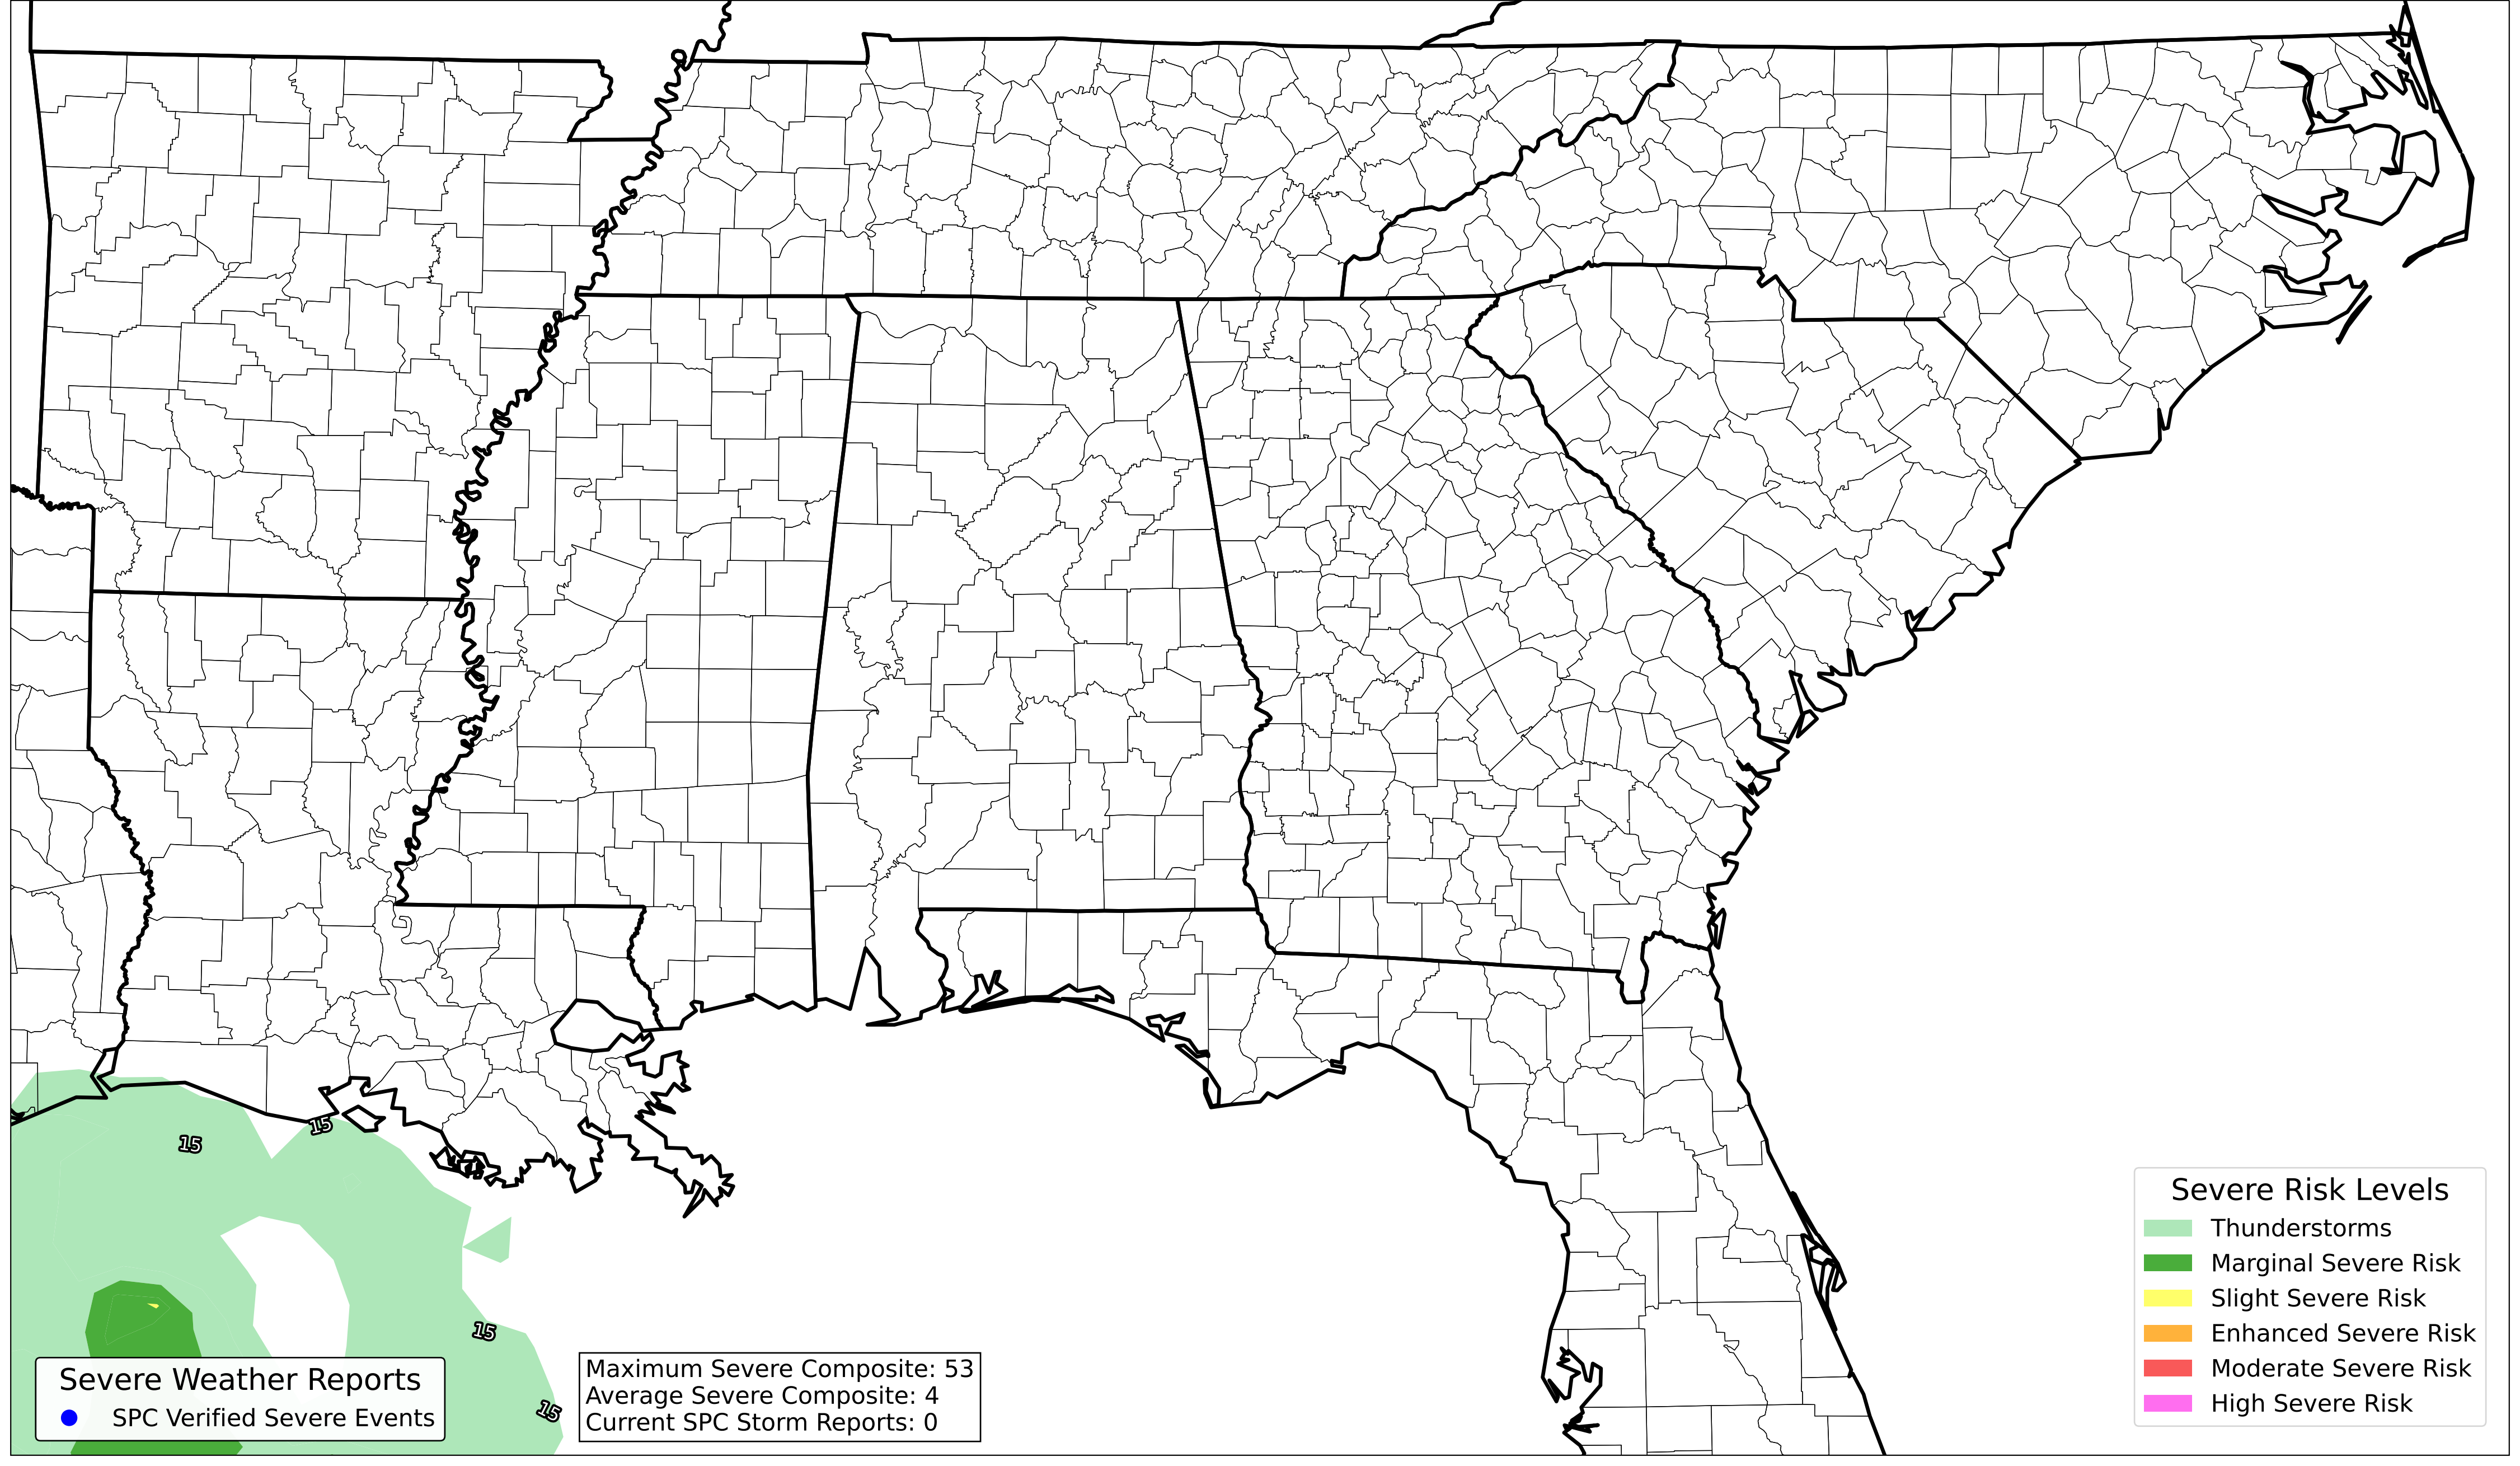 15
15
15
15
Severe Weather Reports
SPC Verified Severe Events
Maximum Severe Composite: 53
Average Severe Composite: 4
Current SPC Storm Reports: 0
Severe Risk Levels
Thunderstorms
Marginal Severe Risk
Slight Severe Risk
Enhanced Severe Risk
Moderate Severe Risk
High Severe Risk